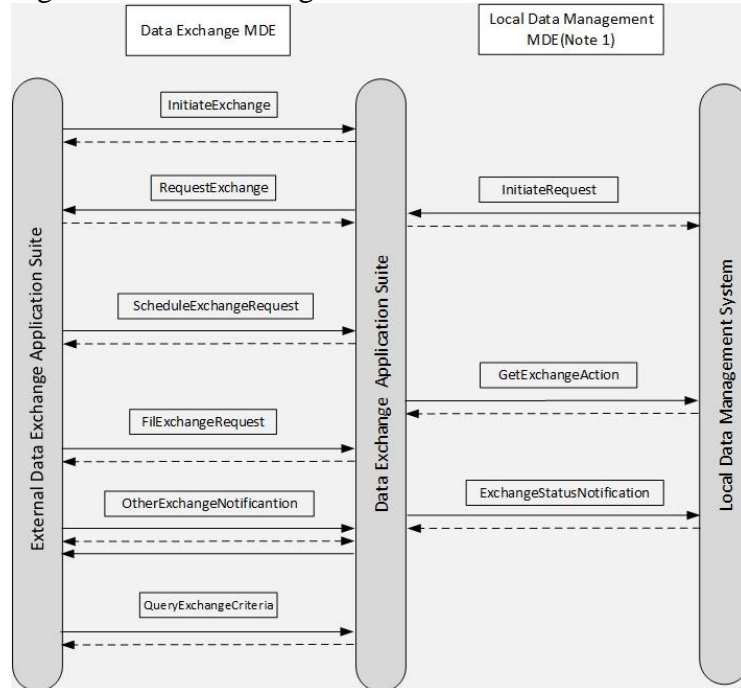 Data Exchange MDE
Local Data Management
MDE(Note 1)
InitiateExchange
RequestExchange
InitiateRequest
ScheduleExchangeRequest
GetExchangeAction
FilExchangeRequest
OtherExchangeNotificantion
ExchangeStatusNotification
QueryExchangeCriteria
External Data Exchange Application Suite
Data Exchange Application Suite
Local Data Management System